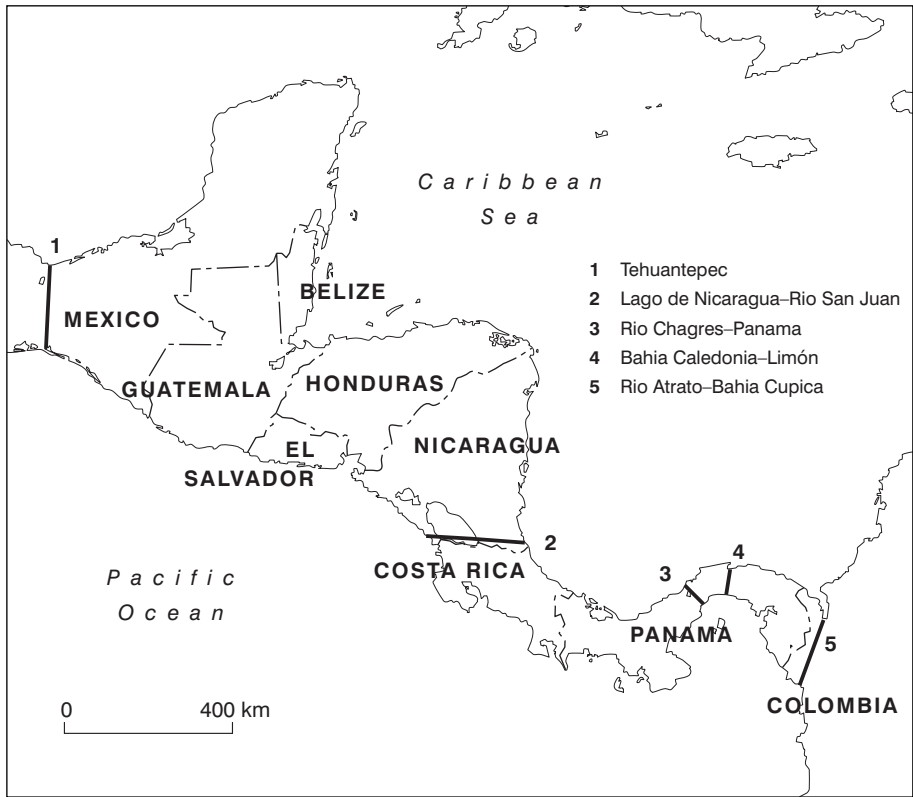 Caribbean
Sea
1
1 Tehuantepec
2 Lago de Nicaragua–Rio San Juan
3 Rio Chagres–Panama
4 Bahia Caledonia–Limón
5 Rio Atrato–Bahia Cupica
BELIZE
MEXICO
GUATEMALA
HONDURAS
NICARAGUA
EL
SALVADOR
2
COSTA RICA
Pacific
Ocean
3
4
PANAMA
5
COLOMBIA
0 400 km